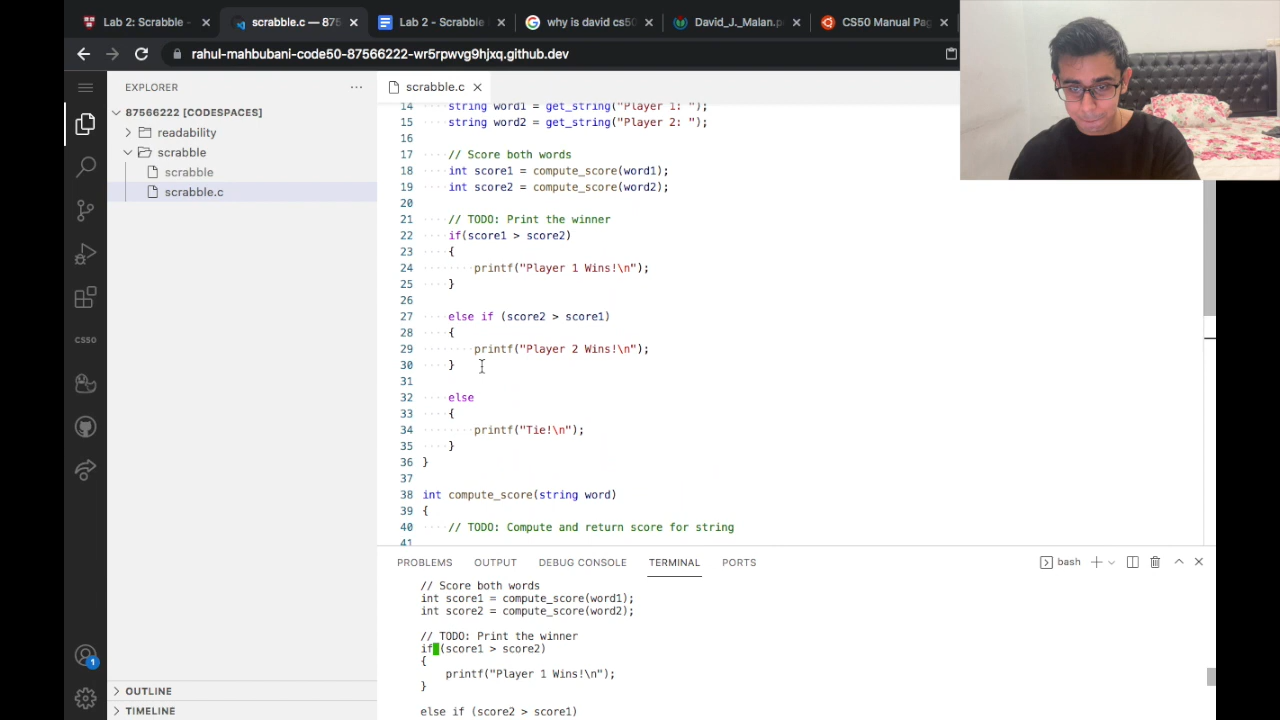 Lab 2: Scrabble -
scrabble.c — 875
Lab 2 - Scrabble
why is david cs50
David_J._Malan.p
CS50 Manual Pag
rahul-mahbubani-code50-87566222-wr5rpwvg9hjxq.github.dev
EXPLORER
87566222 [CODESPACES]
readability
scrabble
scrabble
scrabble.c
OUTLINE
TIMELINE
CS50
1
scrabble.c
14 string word1 = get_string("Player 1: ");
15 string word2 = get_string("Player 2: ");
16
17 // Score both words
18 int score1 = compute_score(word1);
19 int score2 = compute_score(word2);
20
21 // TODO: Print the winner
22 if(score1 > score2)
23 {
24 printf("Player 1 Wins!\n");
25 }
26
27 else if (score2 > score1)
28 {
29 printf("Player 2 Wins!\n");
30 }
31
32 else
33 {
34 printf("Tie!\n");
35 }
36 }
37
38 int compute_score(string word)
39 {
40 // TODO: Compute and return score for string
41
PROBLEMS OUTPUT DEBUG CONSOLE TERMINAL PORTS
bash
// Score both words
int score1 = compute_score(word1);
int score2 = compute_score(word2);
// TODO: Print the winner
if (score1 > score2)
{
printf("Player 1 Wins!\n");
}
else if (score2 > score1)